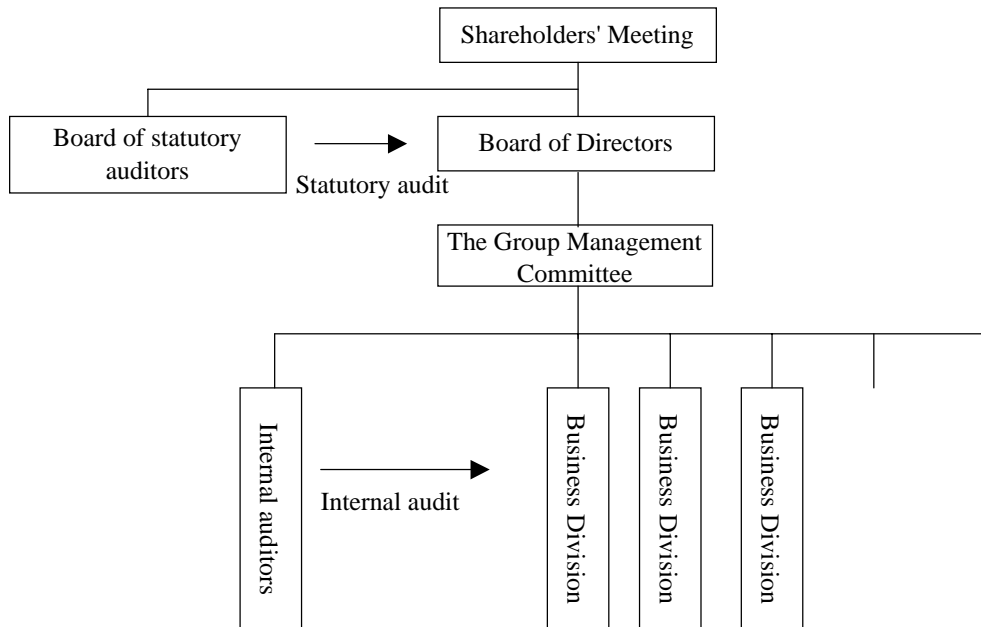 Shareholders' Meeting
Board of statutory
auditors
Statutory audit
Board of Directors
The Group Management
Committee
Internal auditors
Internal audit
Business Division
Business Division
Business Division